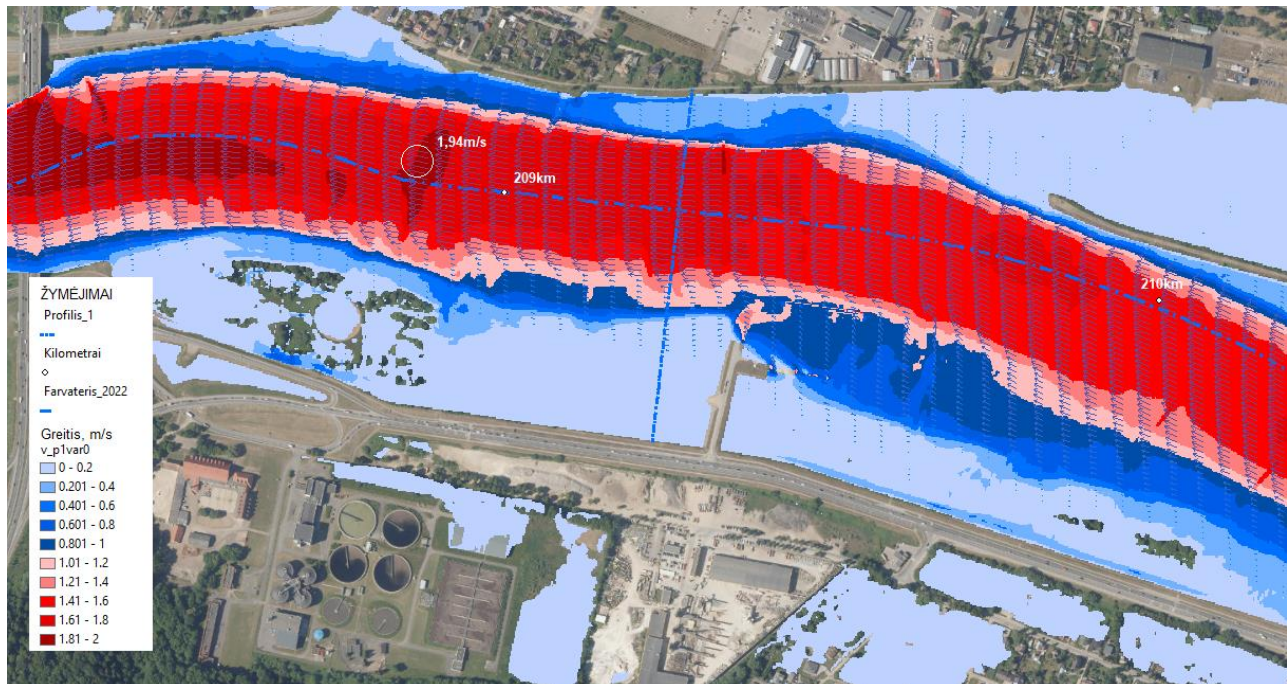 1,94m/s
209km
210km
ŽYMĖJIMAI
Profilis_1
Kilometrai
Farvateris_2022
Greitis, m/s
v_p1var0
0 - 0.2
0.201 - 0.4
0.401 - 0.6
0.601 - 0.8
0.801 - 1
1.01 - 1.2
1.21 - 1.4
1.41 - 1.6
1.61 - 1.8
1.81 - 2